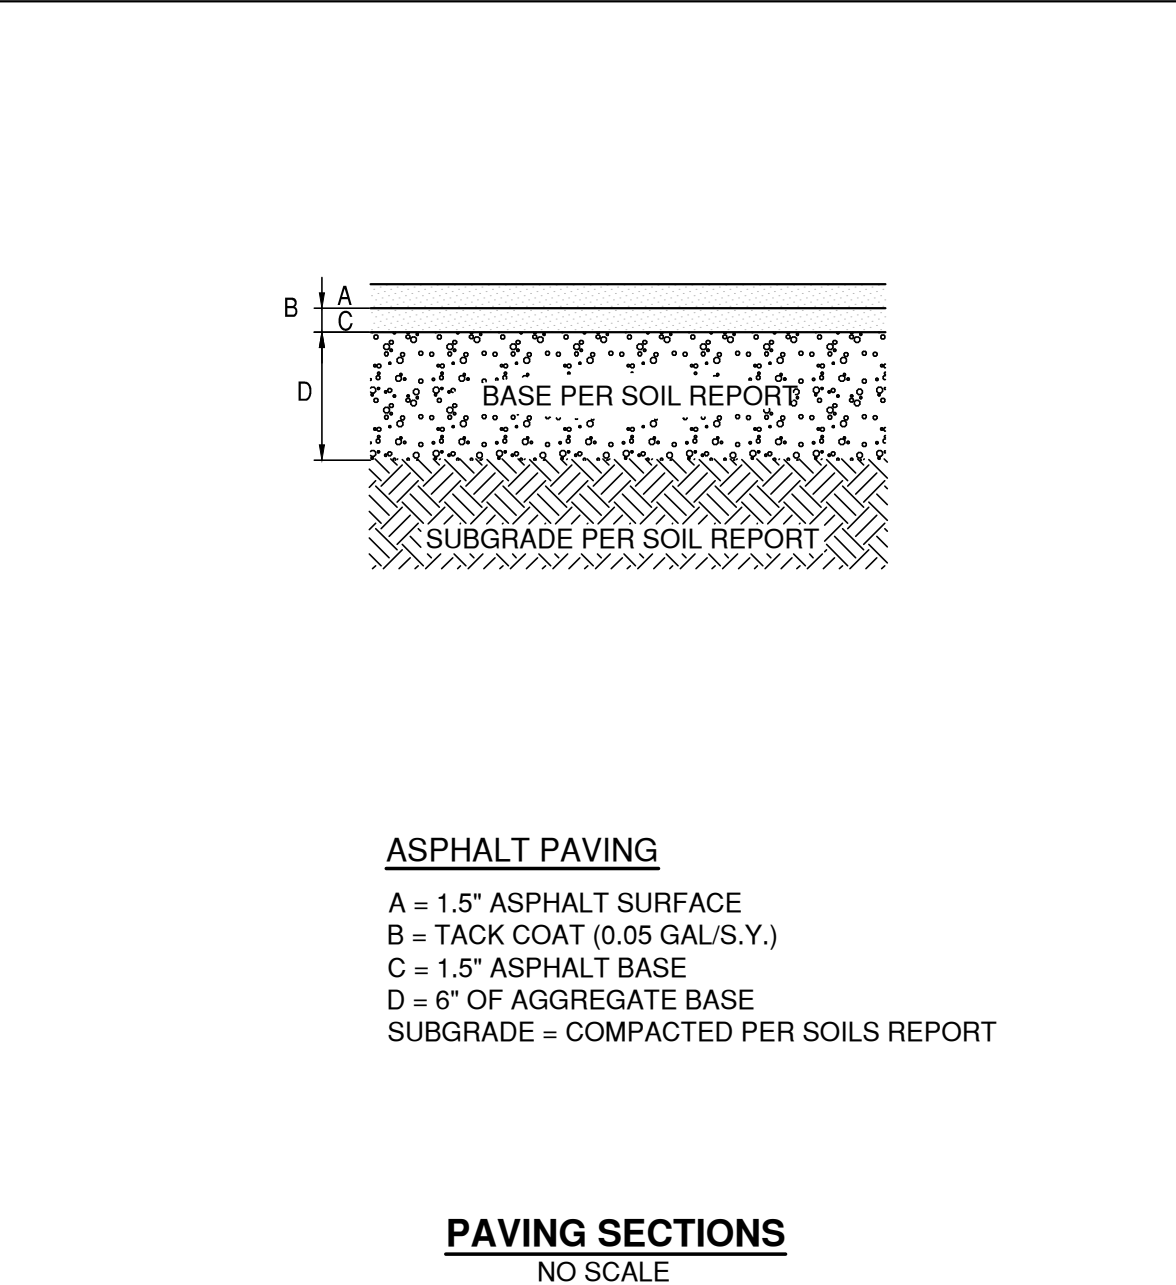 A
B
C
D
BASE PER SOIL REPORT
SUBGRADE PER SOIL REPORT
ASPHALT PAVING
A = 1.5" ASPHALT SURFACE
B = TACK COAT (0.05 GAL/S.Y.)
C = 1.5" ASPHALT BASE
D = 6" OF AGGREGATE BASE
SUBGRADE = COMPACTED PER SOILS REPORT
PAVING SECTIONS
NO SCALE